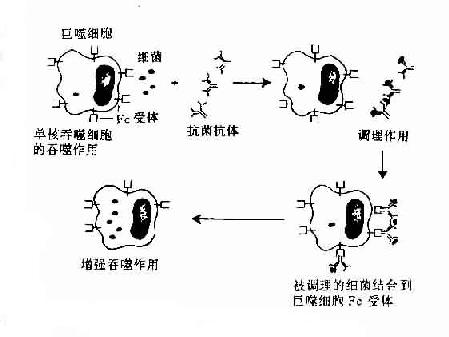 巨噬细胞
细菌
+
Fc 受体
单核吞噬细胞
的吞噬作用
抗菌抗体
调理作用
增强吞噬作用
被调理的细菌结合到
巨噬细胞 Fc 受体